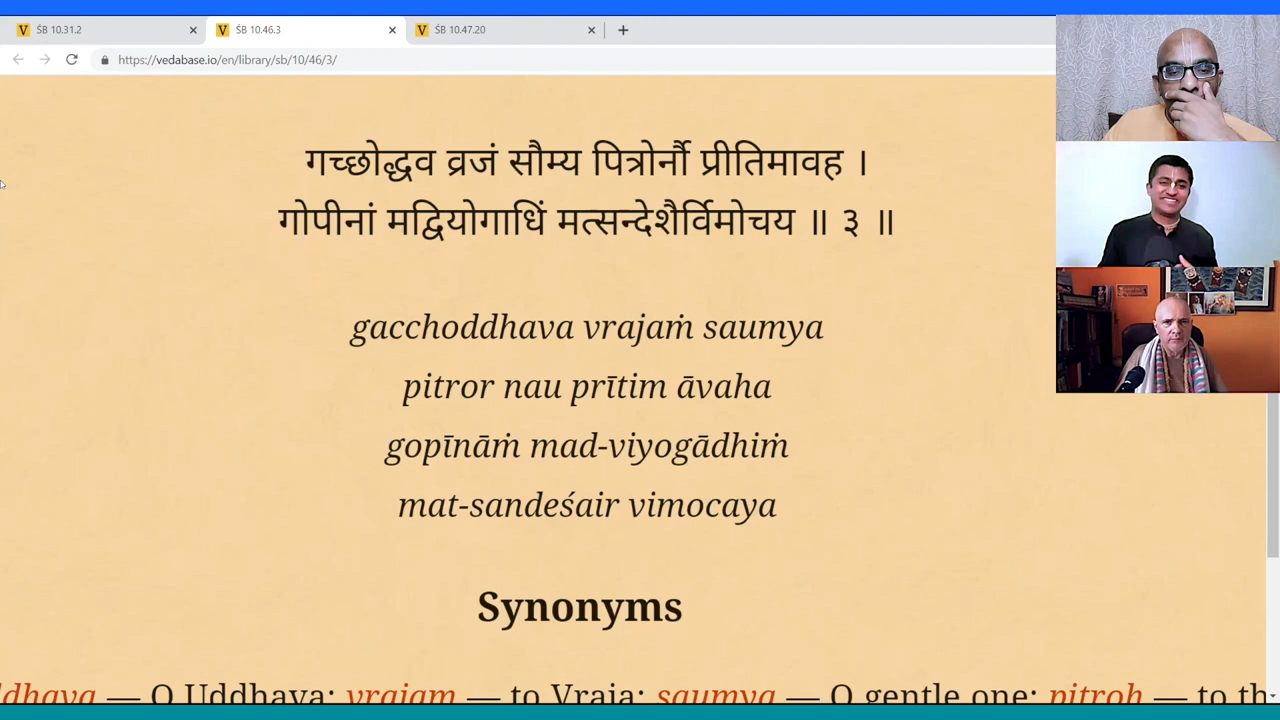 ŚB 10.31.2
ŚB 10.46.3
ŚB 10.47.20
https://vedabase.io/en/library/sb/10/46/3/
गच्छोद्धव व्रजं सौम्य पित्रोर्नौ प्रीतिमावह ।
गोपीनां मद्वियोगाधिं मत्सन्देशैर्विमोचय ॥ ३ ॥
gacchoddhava vrajaṁ saumya
pitror nau prītim āvaha
gopīnāṁ mad-viyogādhiṁ
mat-sandeśair vimocaya
Synonyms
ddhava — O Uddhava; vrajam — to Vraja; saumya — O gentle one; pitroḥ — to th